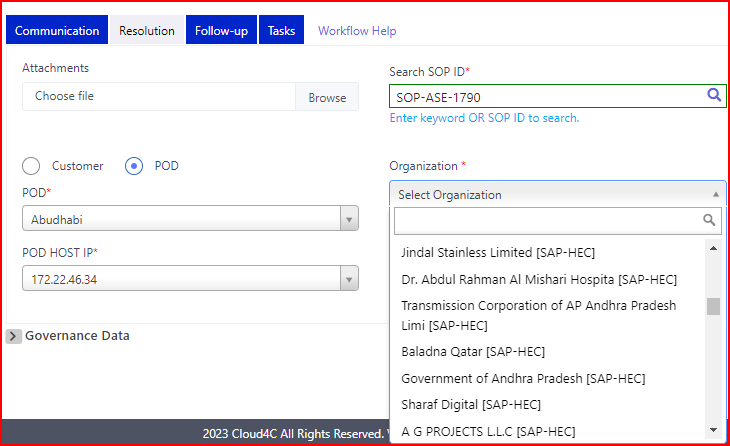 Communication
Resolution
Follow-up
Tasks
Workflow Help
Attachments
Choose file
Browse
Search SOP ID*
SOP-ASE-1790
Enter keyword OR SOP ID to search.
Customer
POD
POD*
Abudhabi
POD HOST IP*
172.22.46.34
Organization *
Select Organization
Jindal Stainless Limited [SAP-HEC]
Dr. Abdul Rahman Al Mishari Hospita [SAP-HEC]
Transmission Corporation of AP Andhra Pradesh
Limi [SAP-HEC]
Baladna Qatar [SAP-HEC]
Government of Andhra Pradesh [SAP-HEC]
Sharaf Digital [SAP-HEC]
A G PROJECTS L.L.C [SAP-HEC]
Governance Data
2023 Cloud4C All Rights Reserved.